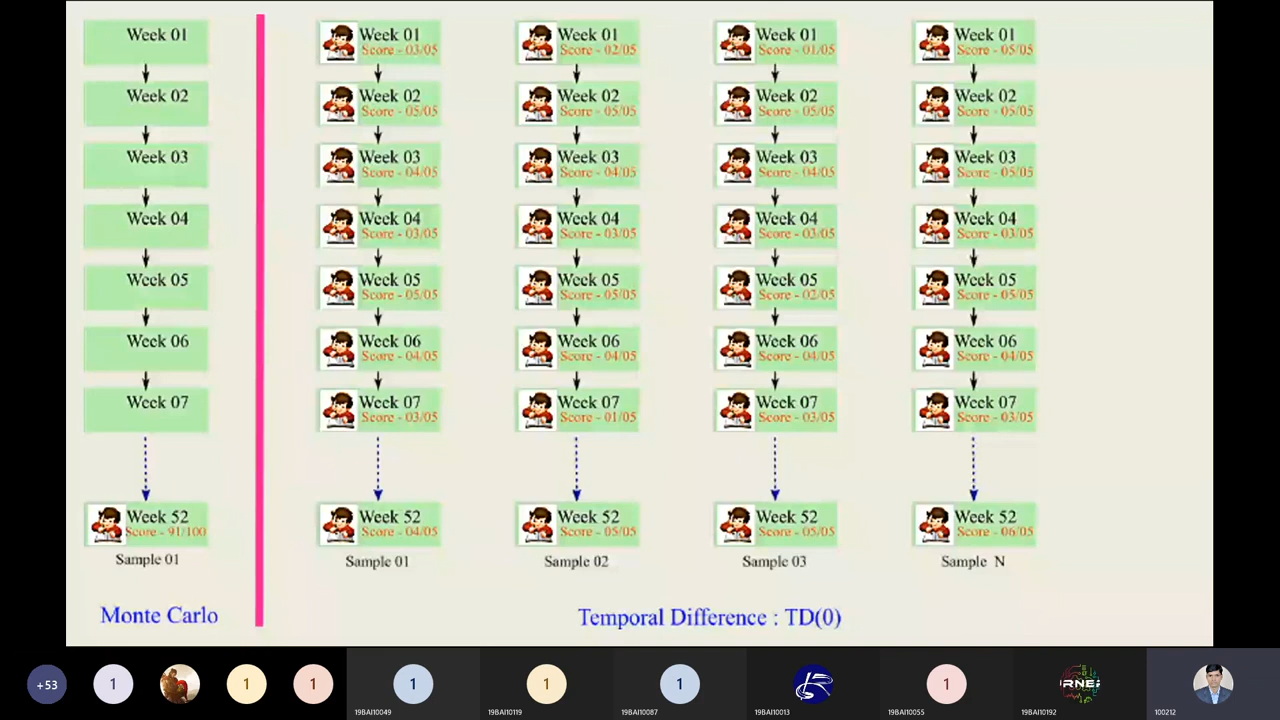 Week 01
Week 02
Week 03
Week 04
Week 05
Week 06
Week 07
Week 52
Score - 91/100
Sample 01
Monte Carlo
Week 01
Score - 03/05
Week 02
Score - 05/05
Week 03
Score - 04/05
Week 04
Score - 03/05
Week 05
Score - 05/05
Week 06
Score - 04/05
Week 07
Score - 03/05
Week 52
Score - 04/05
Sample 01
Week 01
Score - 02/05
Week 02
Score - 05/05
Week 03
Score - 04/05
Week 04
Score - 03/05
Week 05
Score - 05/05
Week 06
Score - 04/05
Week 07
Score - 01/05
Week 52
Score - 05/05
Sample 02
Week 01
Score - 01/05
Week 02
Score - 05/05
Week 03
Score - 04/05
Week 04
Score - 03/05
Week 05
Score - 02/05
Week 06
Score - 04/05
Week 07
Score - 03/05
Week 52
Score - 05/05
Sample 03
Week 01
Score - 05/05
Week 02
Score - 05/05
Week 03
Score - 05/05
Week 04
Score - 03/05
Week 05
Score - 05/05
Week 06
Score - 04/05
Week 07
Score - 03/05
Week 52
Score - 06/05
Sample N
Temporal Difference : TD(0)
+53
1
1
1
1
19BAI10049
1
19BAI10119
1
19BAI10087
19BAI10013
1
19BAI10055
RNE
19BAI10192
100212